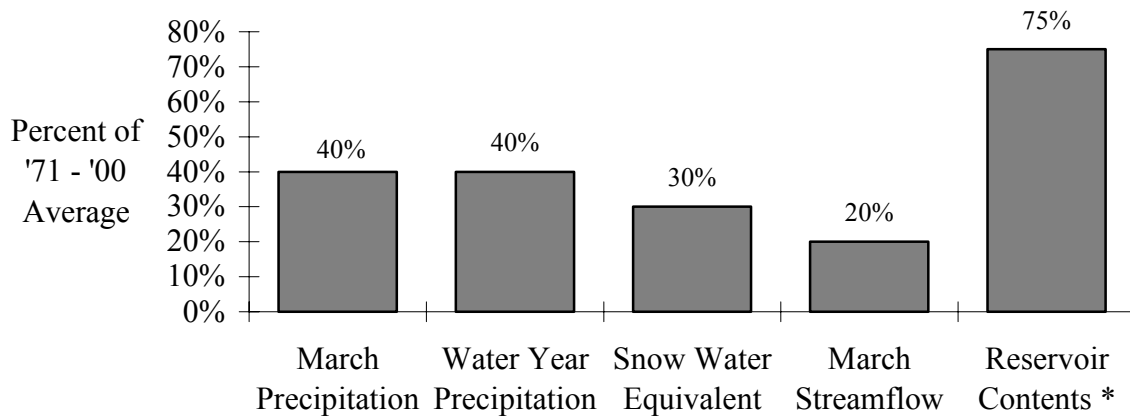 Percent of
'71 - '00
Average
80%
70%
60%
50%
40%
30%
20%
10%
0%
40%
40%
30%
20%
75%
March
Precipitation
Water Year
Precipitation
Snow Water
Equivalent
March
Streamflow
Reservoir
Contents *